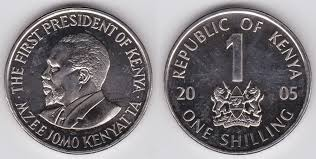 THE FIRST PRESIDENT OF KENYA
MZEE JOMO KENYATTA
REPUBLIC OF KENYA
1
20 05
ONE SHILLING